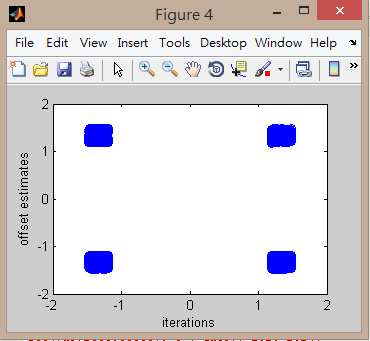 Figure 4
File Edit View Insert Tools Desktop Window Help
2
1
0
-1
-2
offset estimates
-2 -1 0 1 2
iterations